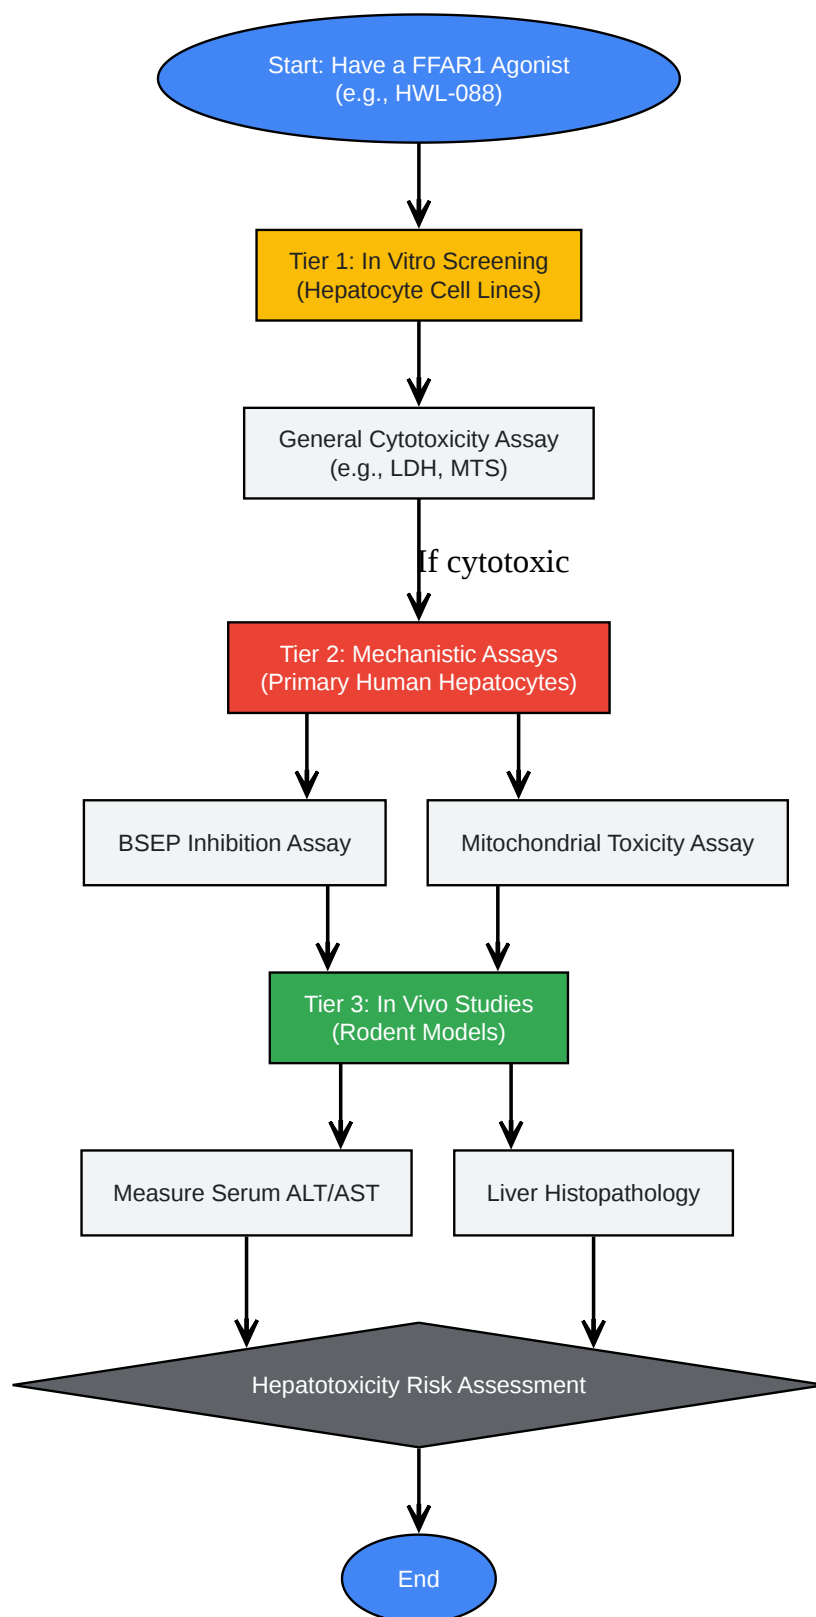 Start: Have a FFAR1 Agonist
(e.g., HWL-088)
Tier 1: In Vitro Screening
(Hepatocyte Cell Lines)
General Cytotoxicity Assay
(e.g., LDH, MTS)
If cytotoxic
Tier 2: Mechanistic Assays
(Primary Human Hepatocytes)
BSEP Inhibition Assay
Mitochondrial Toxicity Assay
Tier 3: In Vivo Studies
(Rodent Models)
Measure Serum ALT/AST
Liver Histopathology
Hepatotoxicity Risk Assessment
End